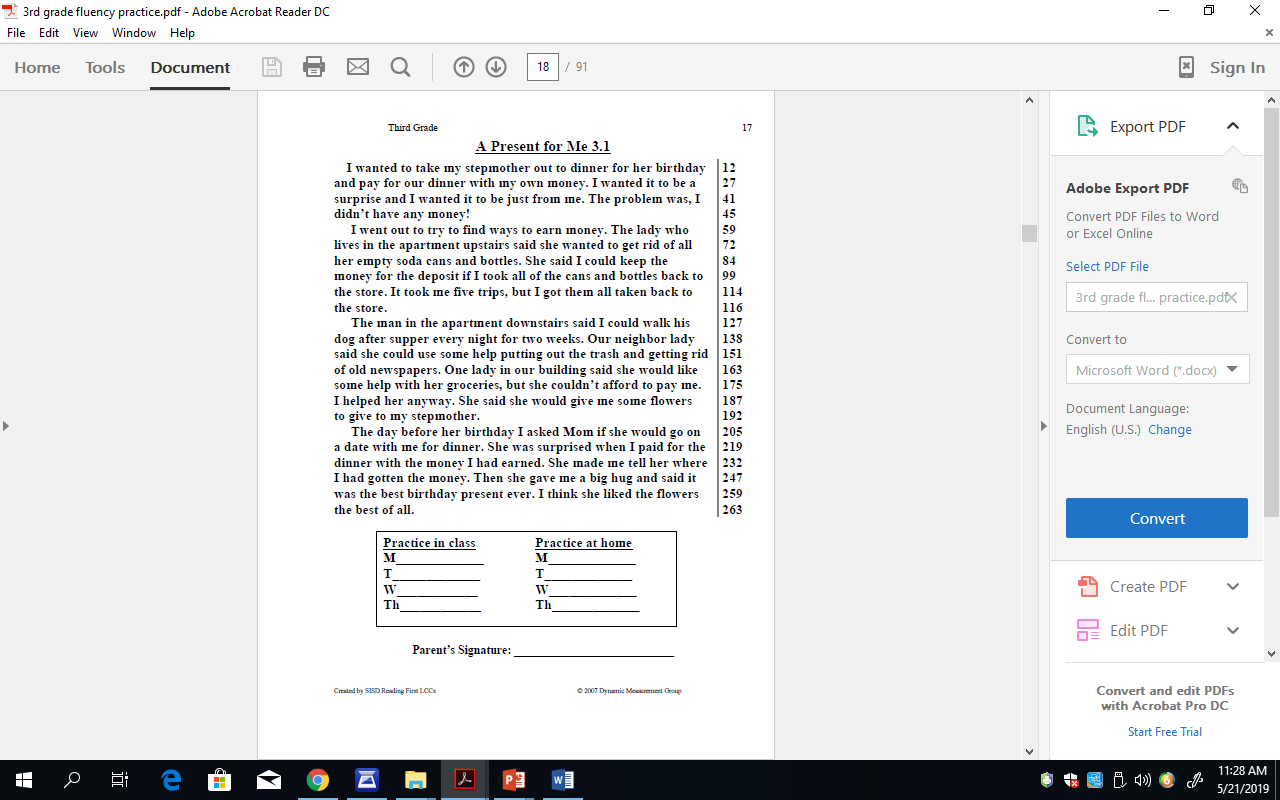 3rd grade fluency practice.pdf - Adobe Acrobat Reader DC
File Edit View Window Help
Home Tools Document 18 / 91 Sign In
Third Grade 17
A Present for Me 3.1
I wanted to take my stepmother out to dinner for her birthday 12
and pay for our dinner with my own money. I wanted it to be a 27
surprise and I wanted it to be just from me. The problem was, I 41
didn't have any money! 45
I went out to try to find ways to earn money. The lady who 59
lives in the apartment upstairs said she wanted to get rid of all 72
her empty soda cans and bottles. She said I could keep the 84
money for the deposit if I took all of the cans and bottles back to 99
the store. It took me five trips, but I got them all taken back to 114
the store. 116
The man in the apartment downstairs said I could walk his 127
dog after supper every night for two weeks. Our neighbor lady 138
said she could use some help putting out the trash and getting rid 151
of old newspapers. One lady in our building said she would like 163
some help with her groceries, but she couldn't afford to pay me. 175
I helped her anyway. She said she would give me some flowers 187
to give to my stepmother. 192
The day before her birthday I asked Mom if she would go on 205
a date with me for dinner. She was surprised when I paid for the 219
dinner with the money I had earned. She made me tell her where 232
I had gotten the money. Then she gave me a big hug and said it 247
was the best birthday present ever. I think she liked the flowers 259
the best of all. 263
Practice in class Practice at home
M______________ M______________
T______________ T______________
W_____________ W_____________
Th_____________ Th_____________
Parent's Signature: __________________________
Created by SISD Reading First LCCs © 2007 Dynamic Measurement Group
Export PDF
Adobe Export PDF
Convert PDF Files to Word
or Excel Online
Select PDF File
3rd grade fl... practice.pdf
Convert to
Microsoft Word (*.docx)
Document Language:
English (U.S.) Change
Convert
Create PDF
Edit PDF
Convert and edit PDFs
with Acrobat Pro DC
Start Free Trial
11:28 AM
5/21/2019